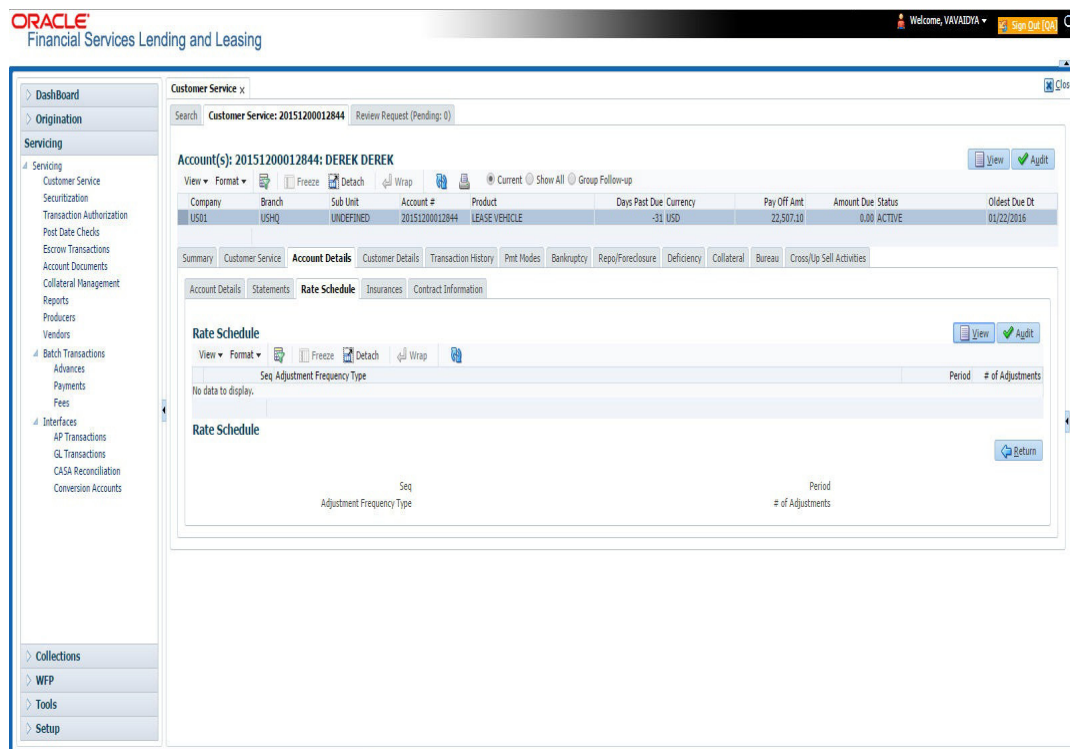 ORACLE
Financial Services Lending and Leasing
Welcome, VAVAIDYA
Sign Out [QA]
DashBoard
Origination
Servicing
Servicing
Customer Service
Securitization
Transaction Authorization
Post Date Checks
Escrow Transactions
Account Documents
Collateral Management
Reports
Producers
Vendors
Batch Transactions
Advances
Payments
Fees
Interfaces
AP Transactions
GL Transactions
CASA Reconciliation
Conversion Accounts
Collections
WFP
Tools
Setup
Customer Service x
Clos
Search Customer Service: 20151200012844 Review Request (Pending: 0)
Account(s): 20151200012844: DEREK DEREK
View Audit
View Format Freeze Detach Wrap Current Show All Group Follow-up
Company Branch Sub Unit Account # Product Days Past Due Currency Pay Off Amt Amount Due Status Oldest Due Dt
US01 USHQ UNDEFINED 20151200012844 LEASE VEHICLE -31 USD 22,507.10 0.00 ACTIVE 01/22/2016
Summary Customer Service Account Details Customer Details Transaction History Pmt Modes Bankruptcy Repo/Foreclosure Deficiency Collateral Bureau Cross/Up Sell Activities
Account Details Statements Rate Schedule Insurances Contract Information
Rate Schedule
View Audit
View Format Freeze Detach Wrap
Seq Adjustment Frequency Type Period # of Adjustments
No data to display.
Rate Schedule
Return
Seq Period
Adjustment Frequency Type # of Adjustments